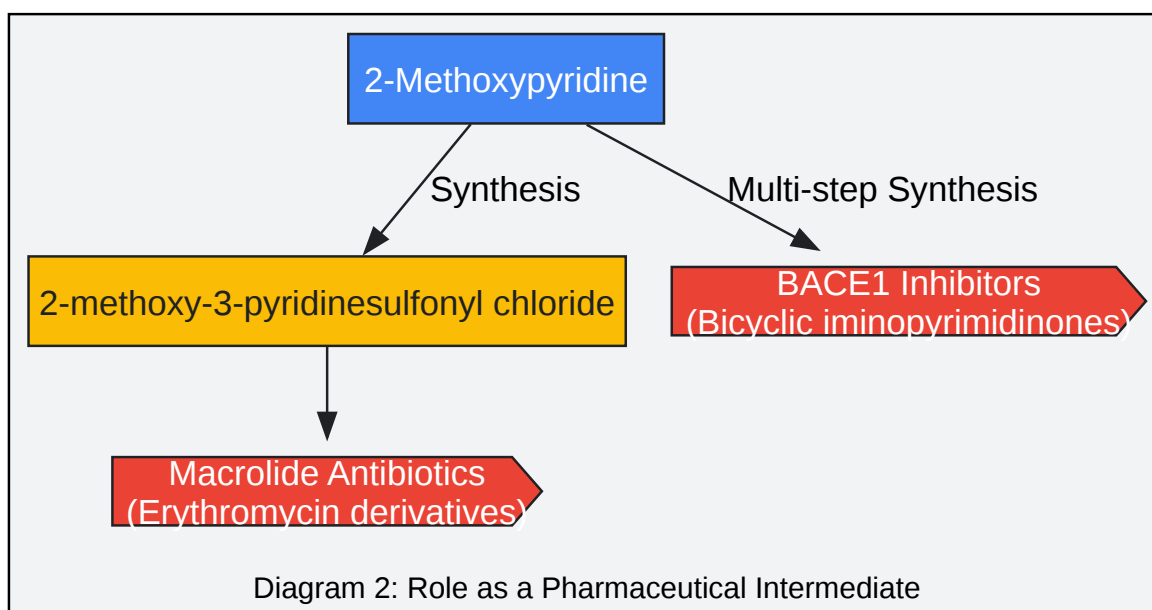 2-Methoxypyridine
Synthesis
Multi-step Synthesis
2-methoxy-3-pyridinesulfonyl chloride
BACE1 Inhibitors
(Bicyclic iminopyrimidinones)
Macrolide Antibiotics
(Erythromycin derivatives)
Diagram 2: Role as a Pharmaceutical Intermediate